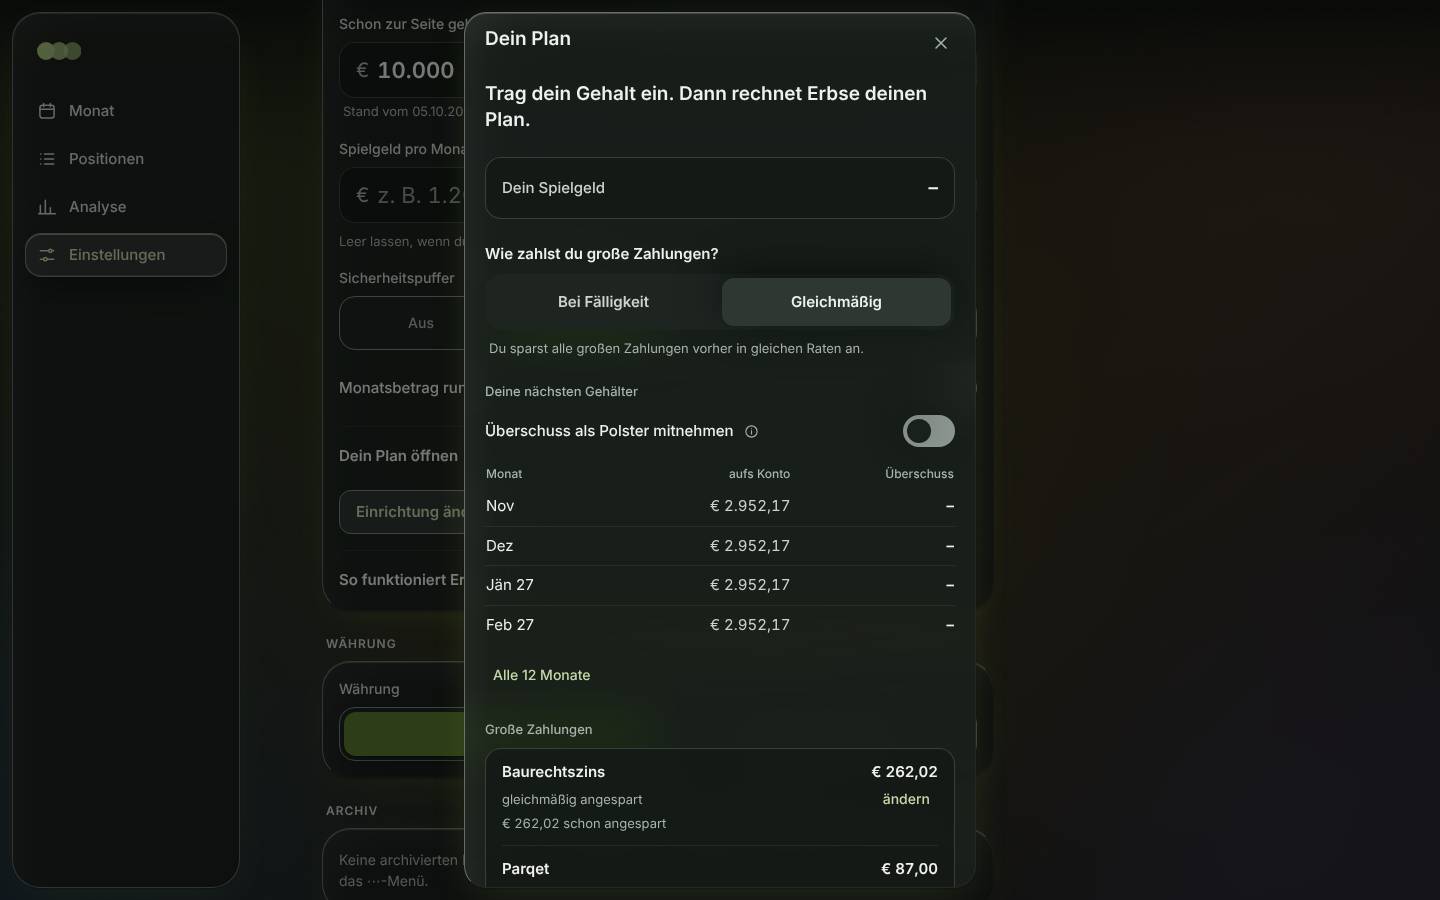 Monat
Positionen
Analyse
Einstellungen
Schon zur Seite
€ 10.000
Stand vom 05.10.20
Spielgeld pro
€ z. B. 1.2
Leer lassen, wenn
Sicherheitspuffer
Aus
Monatsbetrag
Dein Plan öffnen
Einrichtung
So funktioniert
WÄHRUNG
Währung
ARCHIV
Keine archivierten
das ···-Menü.
Dein Plan
Trag dein Gehalt ein. Dann rechnet Erbse deinen
Plan.
Dein Spielgeld –
Wie zahlst du große Zahlungen?
Bei Fälligkeit Gleichmäßig
Du sparst alle großen Zahlungen vorher in gleichen Raten an.
Deine nächsten Gehälter
Überschuss als Polster mitnehmen
Monat aufs Konto Überschuss
Nov € 2.952,17 –
Dez € 2.952,17 –
Jän 27 € 2.952,17 –
Feb 27 € 2.952,17 –
Alle 12 Monate
Große Zahlungen
Baurechtszins € 262,02
gleichmäßig angespart ändern
€ 262,02 schon angespart
Parqet € 87,00